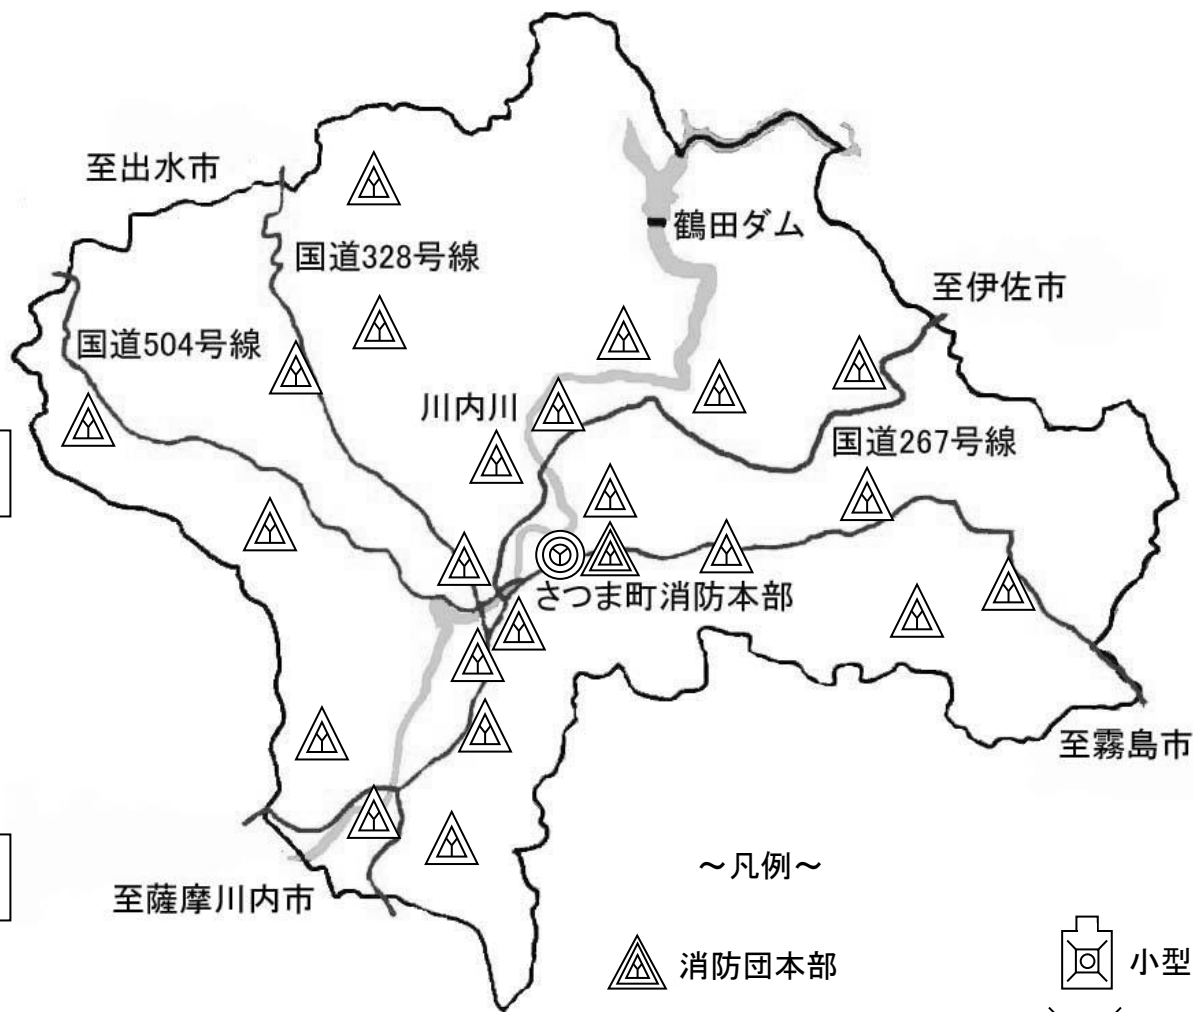 至出水市
国道328号線
鶴田ダム
至伊佐市
国道504号線
川内川
国道267号線
さつま町消防本部
至霧島市
至薩摩川内市
～凡例～
消防団本部
小型